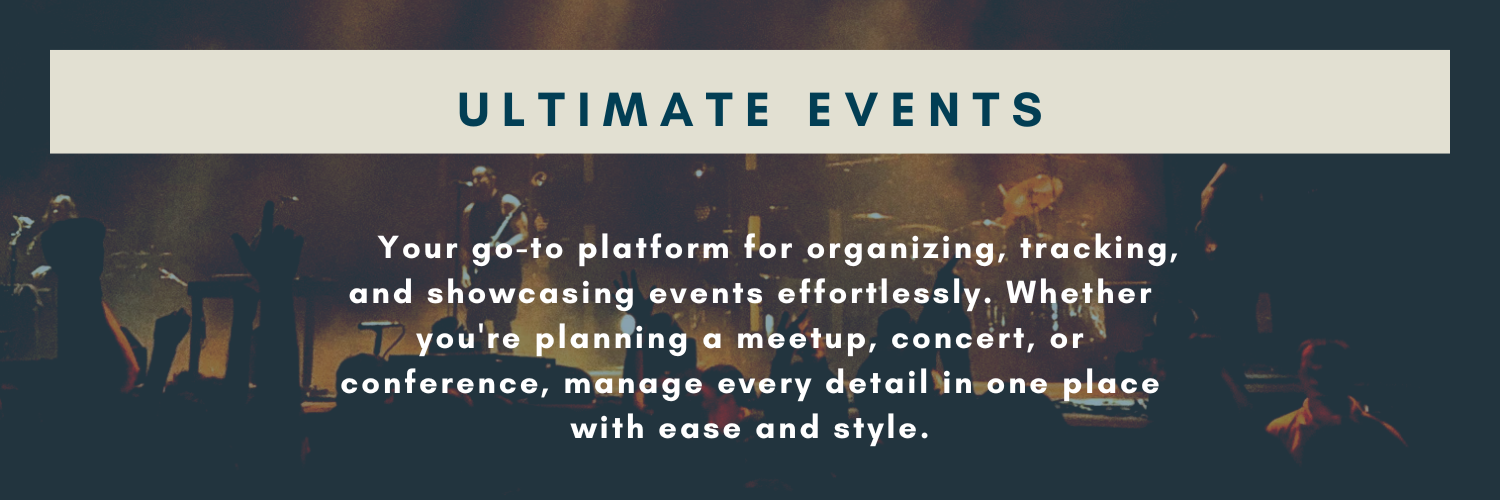 ULTIMATE EVENTS
Your go-to platform for organizing, tracking,
and showcasing events effortlessly. Whether
you're planning a meetup, concert, or
conference, manage every detail in one place
with ease and style.